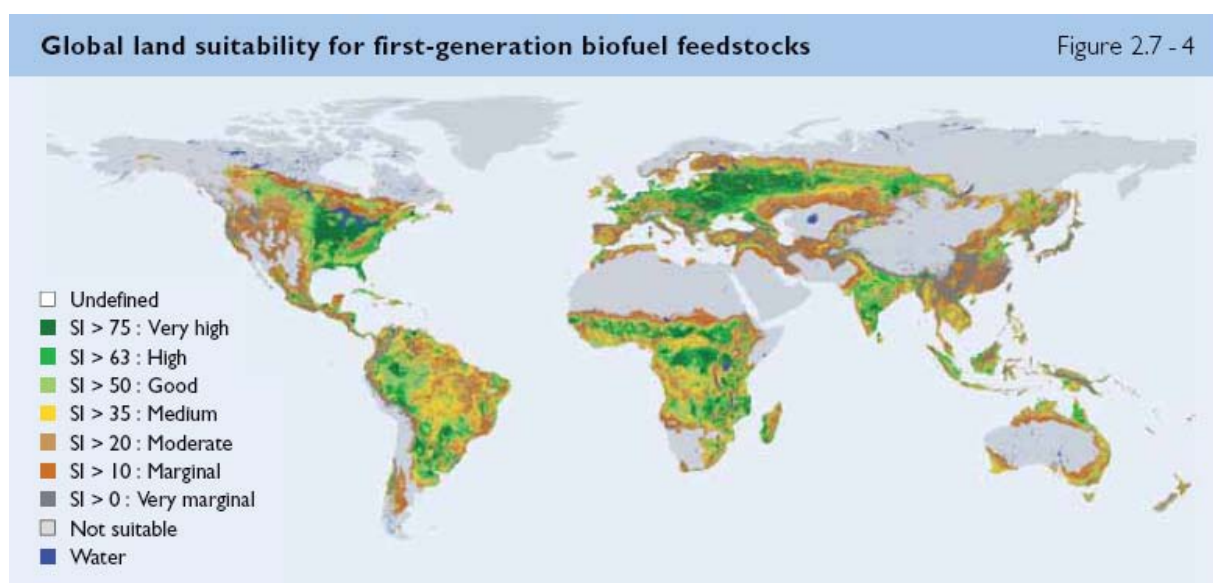 Global land suitability for first-generation biofuel feedstocks
Figure 2.7 - 4
Undefined
SI > 75 : Very high
SI > 63 : High
SI > 50 : Good
SI > 35 : Medium
SI > 20 : Moderate
SI > 10 : Marginal
SI > 0 : Very marginal
Not suitable
Water